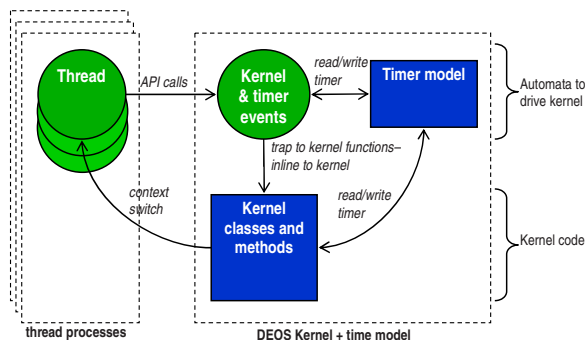 Thread
API calls
Kernel
& timer
events
read/write
timer
Timer model
Automata to
drive kernel
trap to kernel functions–
inline to kernel
context
switch
Kernel
classes and
methods
read/write
timer
Kernel code
thread processes
DEOS Kernel + time model